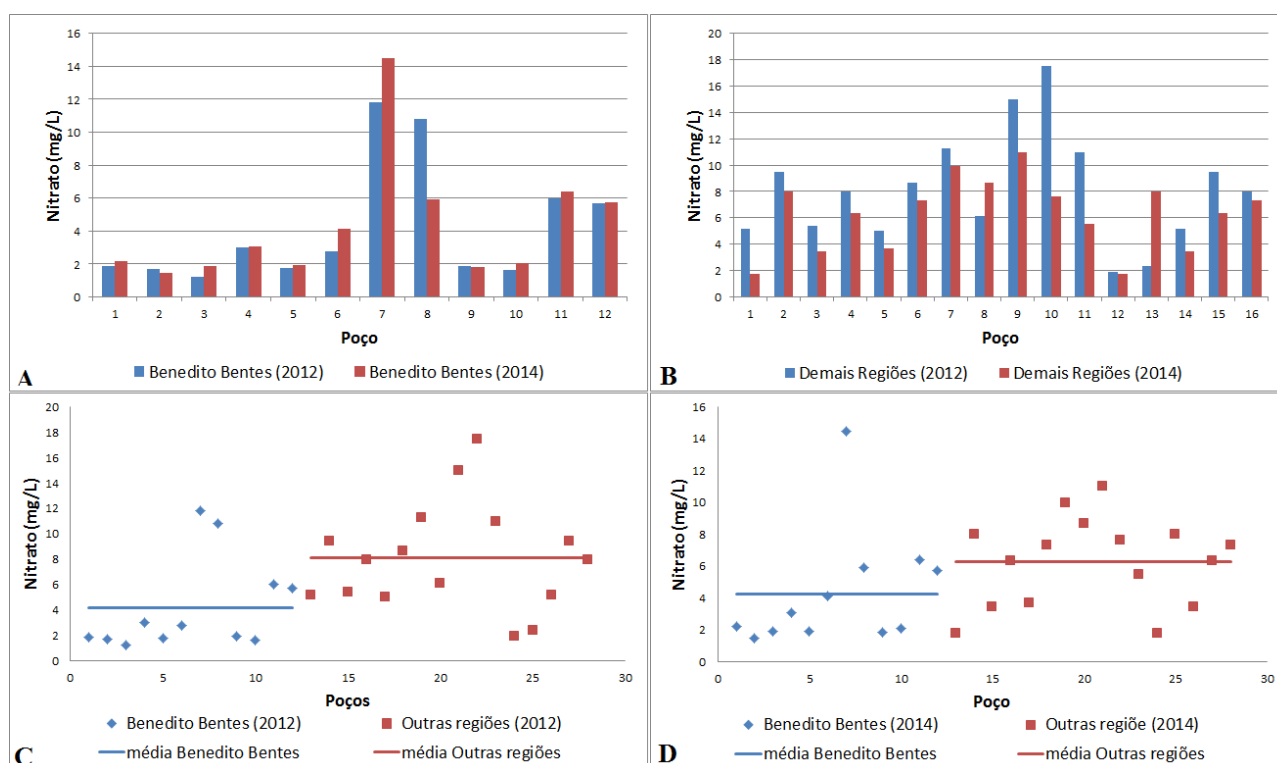 Nitrato (mg/L)
16
14
12
10
8
6
4
2
0
1 2 3 4 5 6 7 8 9 10 11 12
Poço
Benedito Bentes (2012) Benedito Bentes (2014)
A
Nitrato (mg/L)
20
18
16
14
12
10
8
6
4
2
0
1 2 3 4 5 6 7 8 9 10 11 12 13 14 15 16
Poço
Demais Regiões (2012) Demais Regiões (2014)
B
Nitrato (mg/L)
20
18
16
14
12
10
8
6
4
2
0
0 5 10 15 20 25 30
Poços
Benedito Bentes (2012) Outras regiões (2012)
média Benedito Bentes média Outras regiões
C
Nitrato (mg/L)
16
14
12
10
8
6
4
2
0
0 5 10 15 20 25 30
Poço
Benedito Bentes (2014) Outras regiõe (2014)
média Benedito Bentes média Outras regiões
D